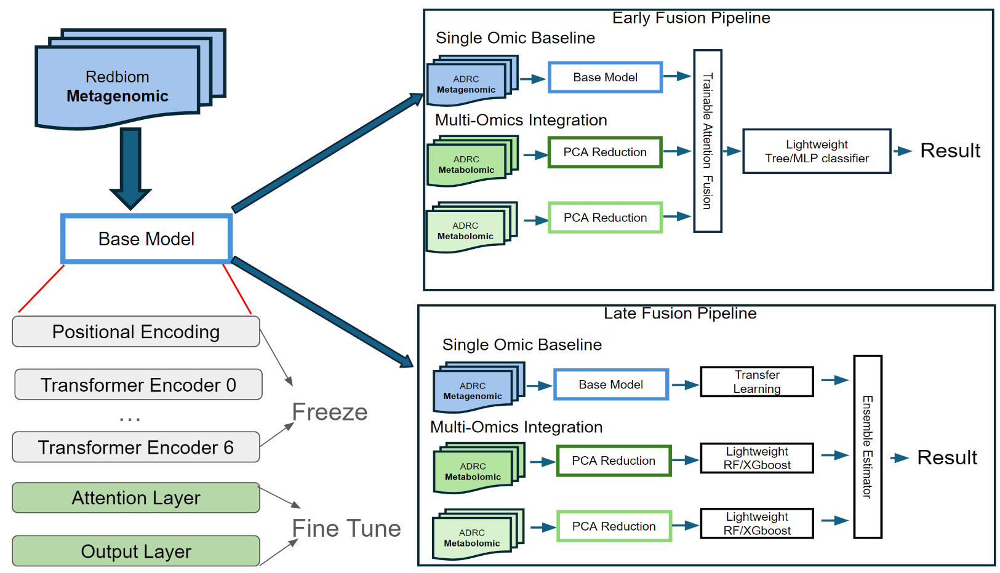 Redbiom
Metagenomic
Base Model
Positional Encoding
Transformer Encoder 0
...
Transformer Encoder 6
Attention Layer
Output Layer
Freeze
Fine Tune
Early Fusion Pipeline
Single Omic Baseline
ADRC
Metagenomic
Base Model
Multi-Omics Integration
ADRC
Metabolomic
PCA Reduction
ADRC
Metabolomic
PCA Reduction
Trainable Attention Fusion
Lightweight
Tree/MLP classifier
Result
Late Fusion Pipeline
Single Omic Baseline
ADRC
Metagenomic
Base Model
Transfer
Learning
Multi-Omics Integration
ADRC
Metabolomic
PCA Reduction
Lightweight
RF/XGboost
ADRC
Metabolomic
PCA Reduction
Lightweight
RF/XGboost
Ensemble Estimator
Result